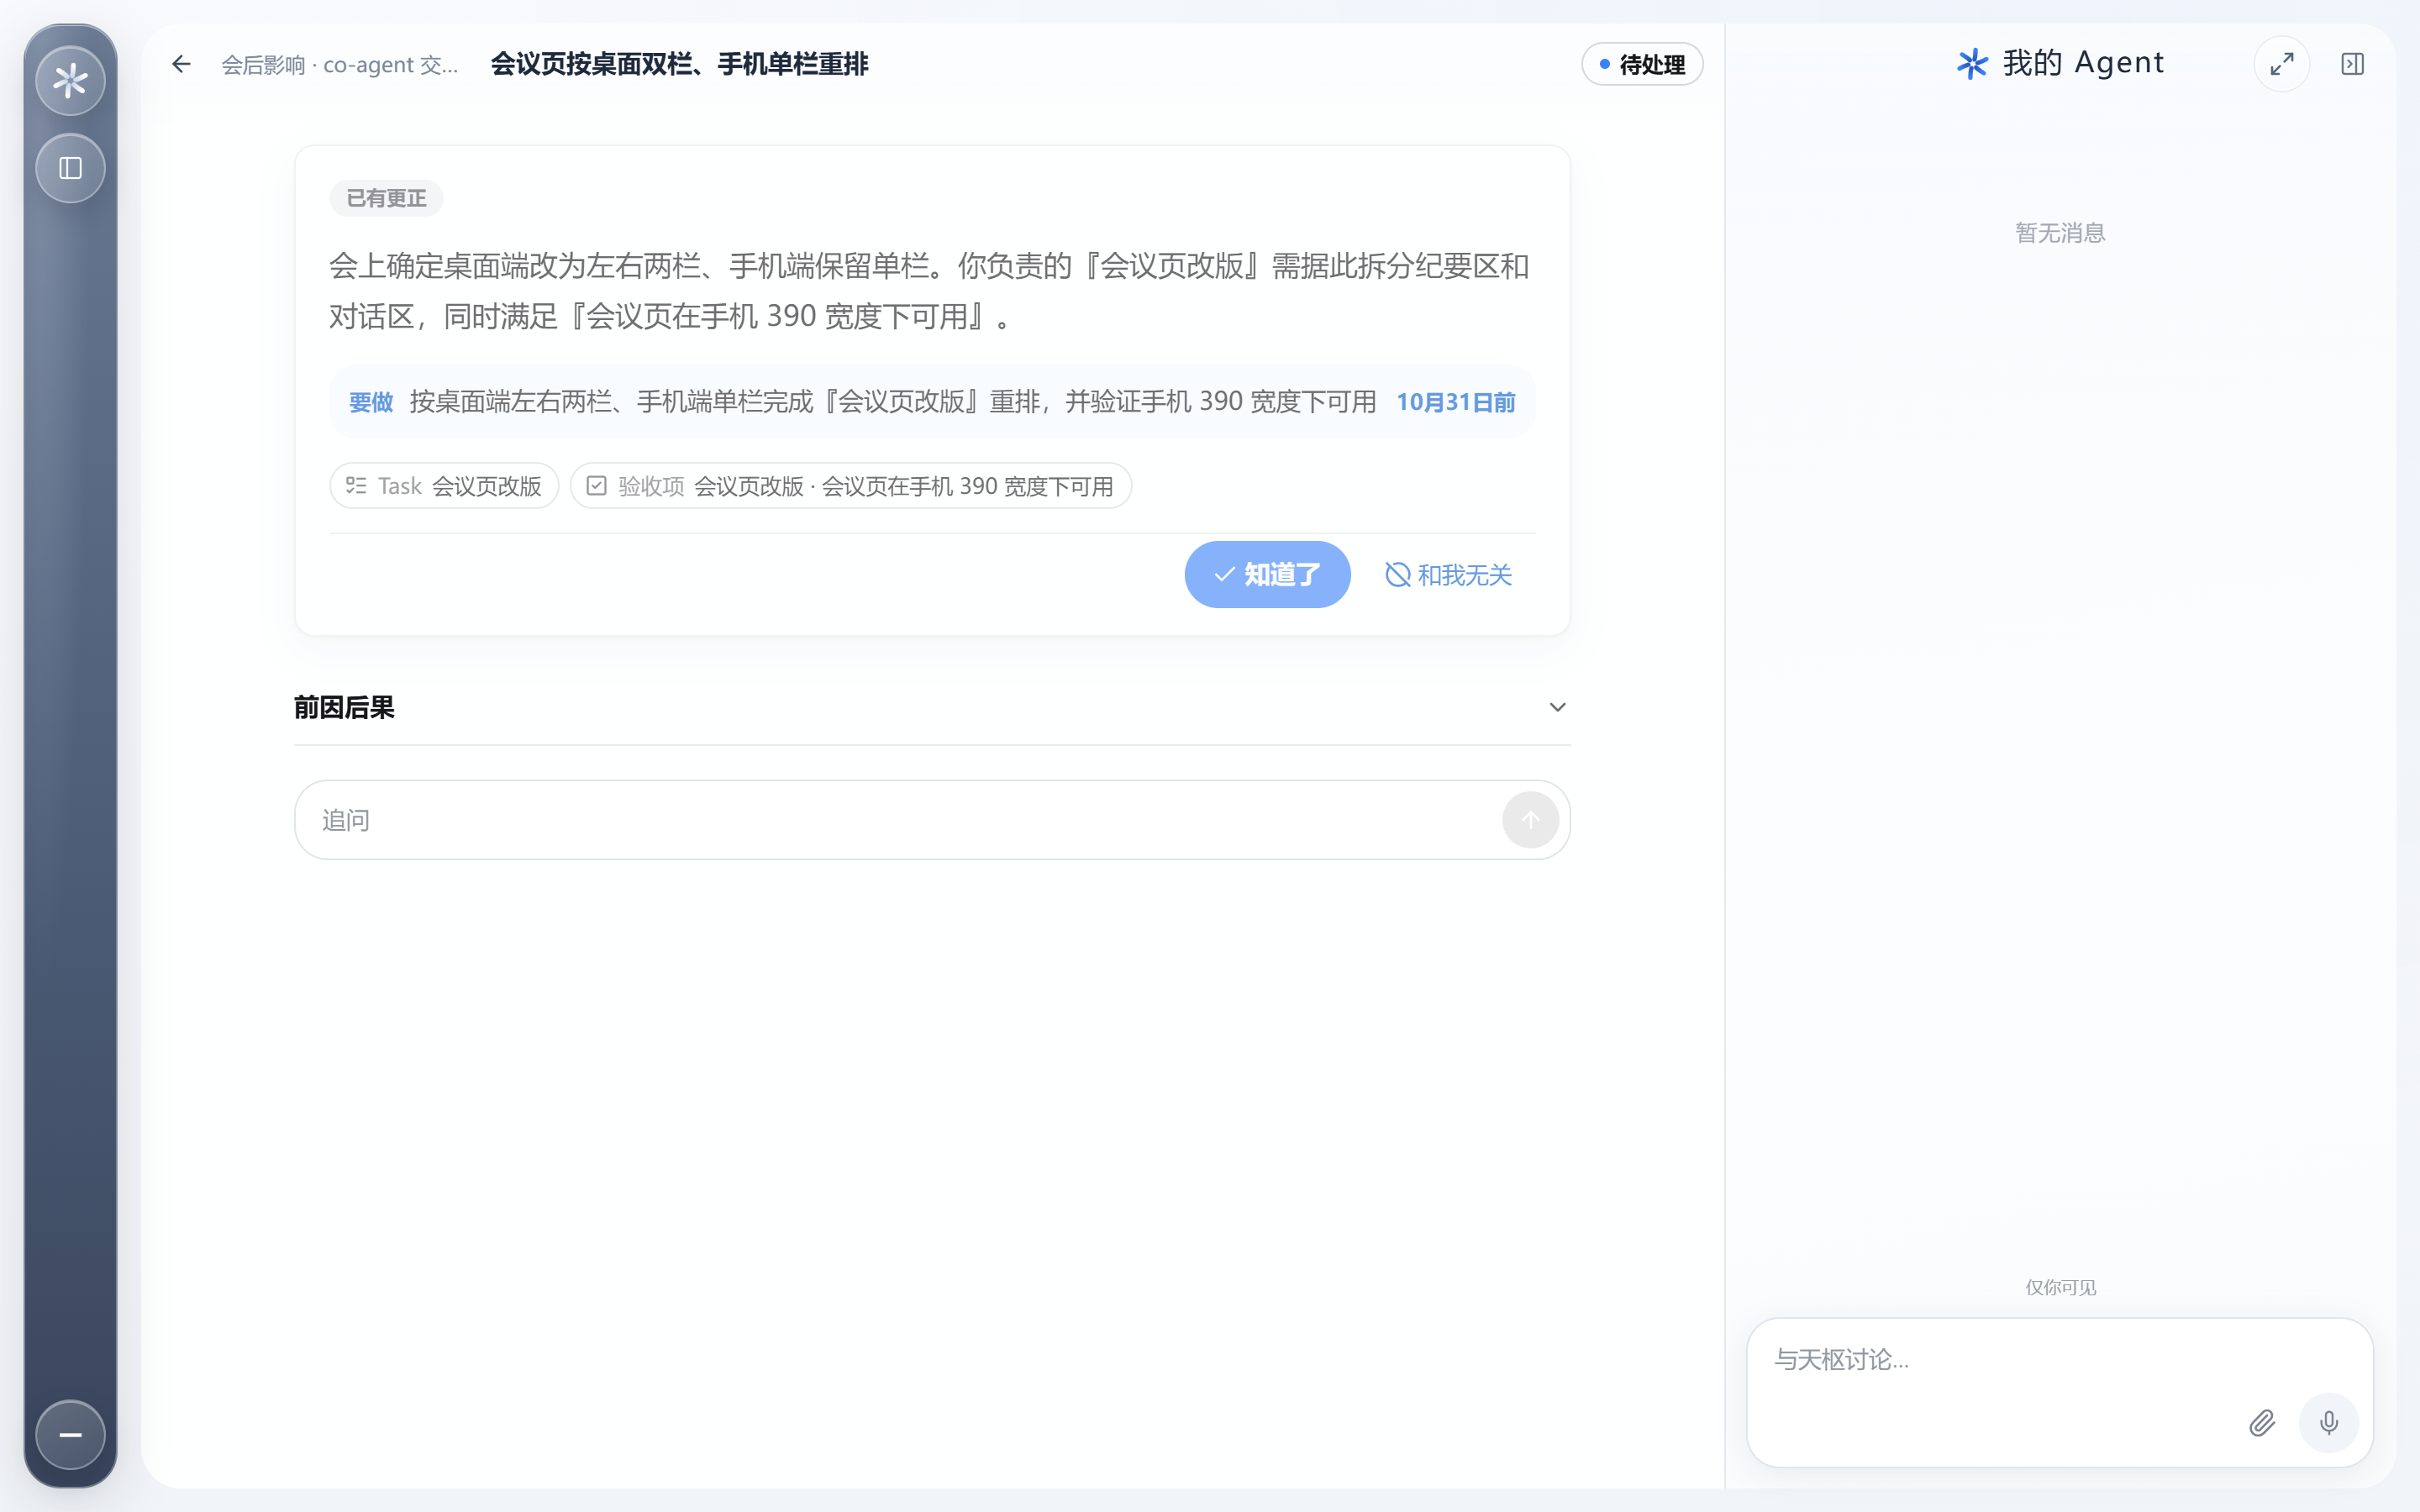 会后影响 · co-agent 交...
会议页按桌面双栏、手机单栏重排
待处理
我的 Agent
已有更正
会上确定桌面端改为左右两栏、手机端保留单栏。你负责的『会议页改版』需据此拆分纪要区和
对话区，同时满足『会议页在手机 390 宽度下可用』。
要做 按桌面端左右两栏、手机端单栏完成『会议页改版』重排，并验证手机 390 宽度下可用 10月31日前
Task 会议页改版
验收项 会议页改版 · 会议页在手机 390 宽度下可用
知道了
和我无关
前因后果
追问
暂无消息
仅你可见
与天枢讨论...